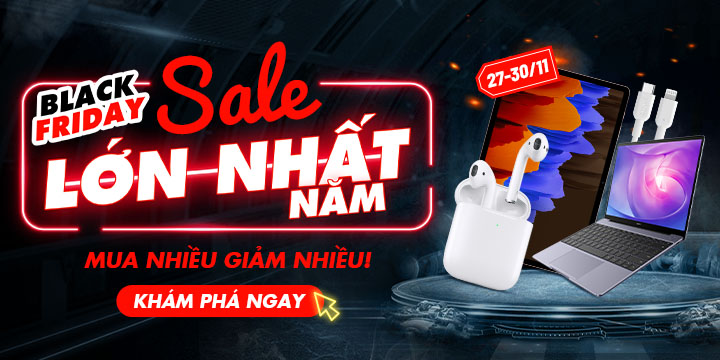 BLACK
FRIDAY
Sale
LỚN NHẤT
NĂM
MUA NHIỀU GIẢM NHIỀU!
KHÁM PHÁ NGAY
27-30/11